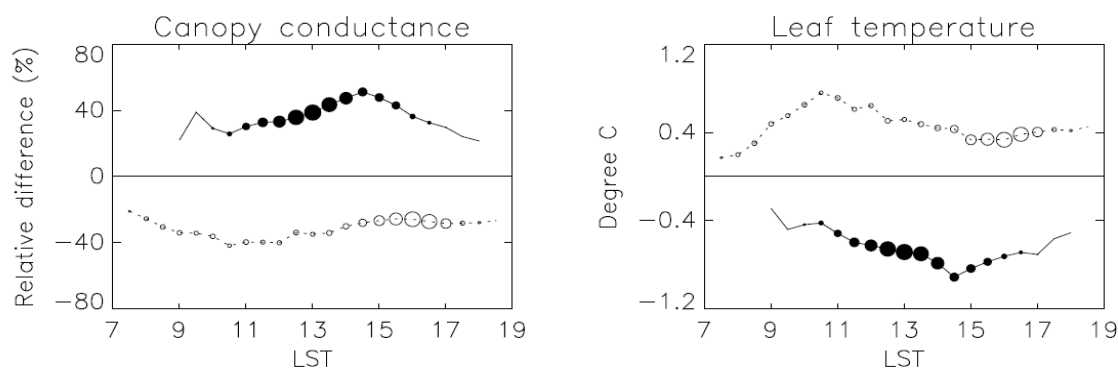 Canopy conductance
Relative difference (%)
80
40
0
−40
−80
7 9 11 13 15 17 19
LST
Leaf temperature
Degree C
1.2
0.4
−0.4
−1.2
7 9 11 13 15 17 19
LST